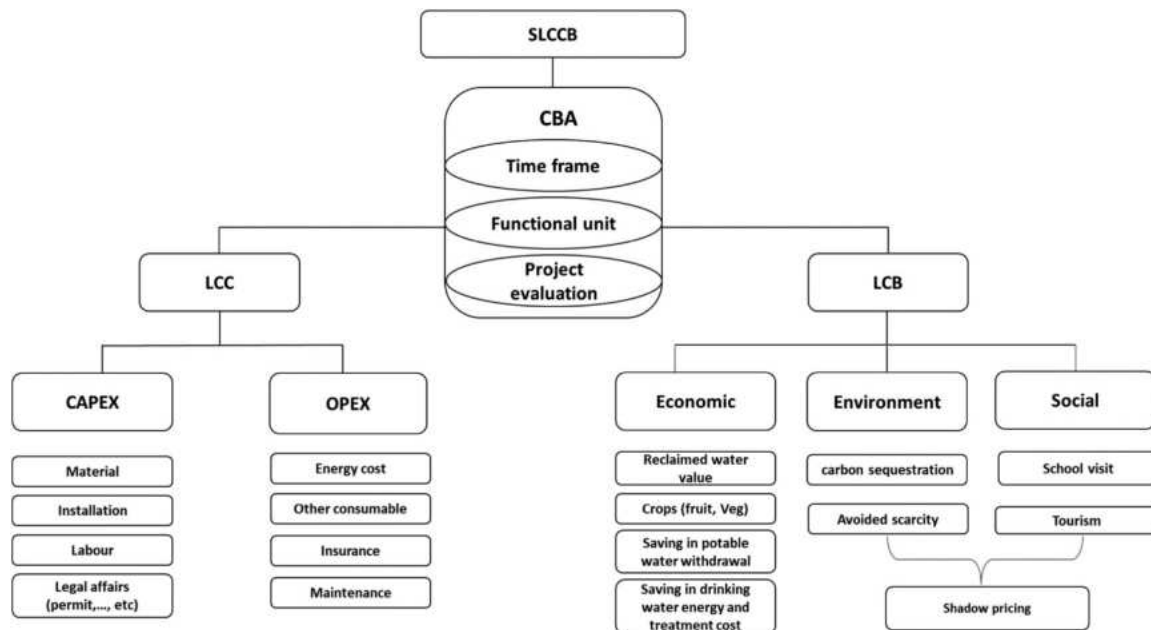 SLCCB
CBA
Time frame
Functional unit
Project
evaluation
LCC
LCB
CAPEX
OPEX
Economic
Environment
Social
Material
Installation
Labour
Legal affairs
(permit,..., etc)
Energy cost
Other consumable
Insurance
Maintenance
Reclaimed water
value
Crops (fruit, Veg)
Saving in potable
water withdrawal
Saving in drinking
water energy and
treatment cost
carbon sequestration
Avoided scarcity
School visit
Tourism
Shadow pricing